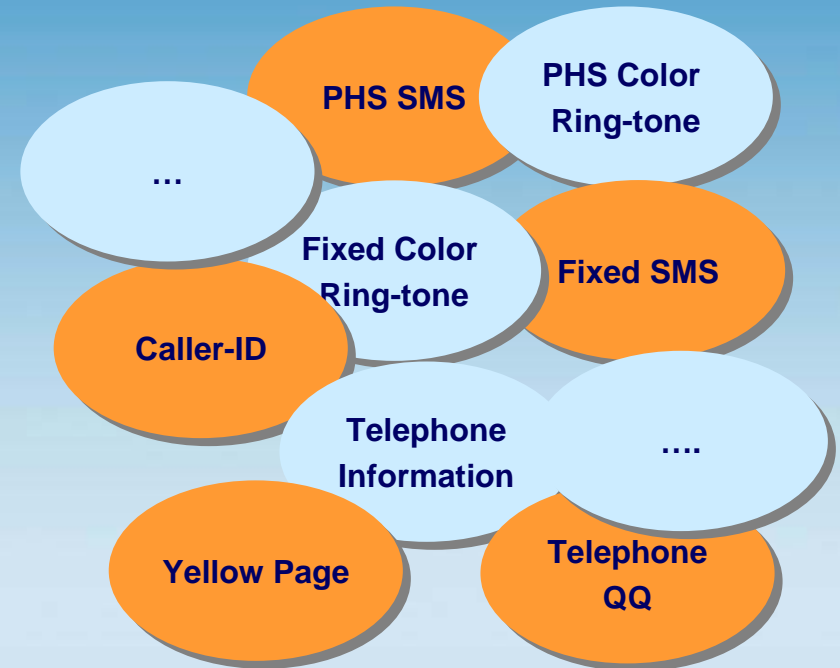 PHS SMS
PHS Color
Ring-tone
…
Fixed Color
Ring-tone
Fixed SMS
Caller-ID
Telephone
Information
….
Yellow Page
Telephone
QQ